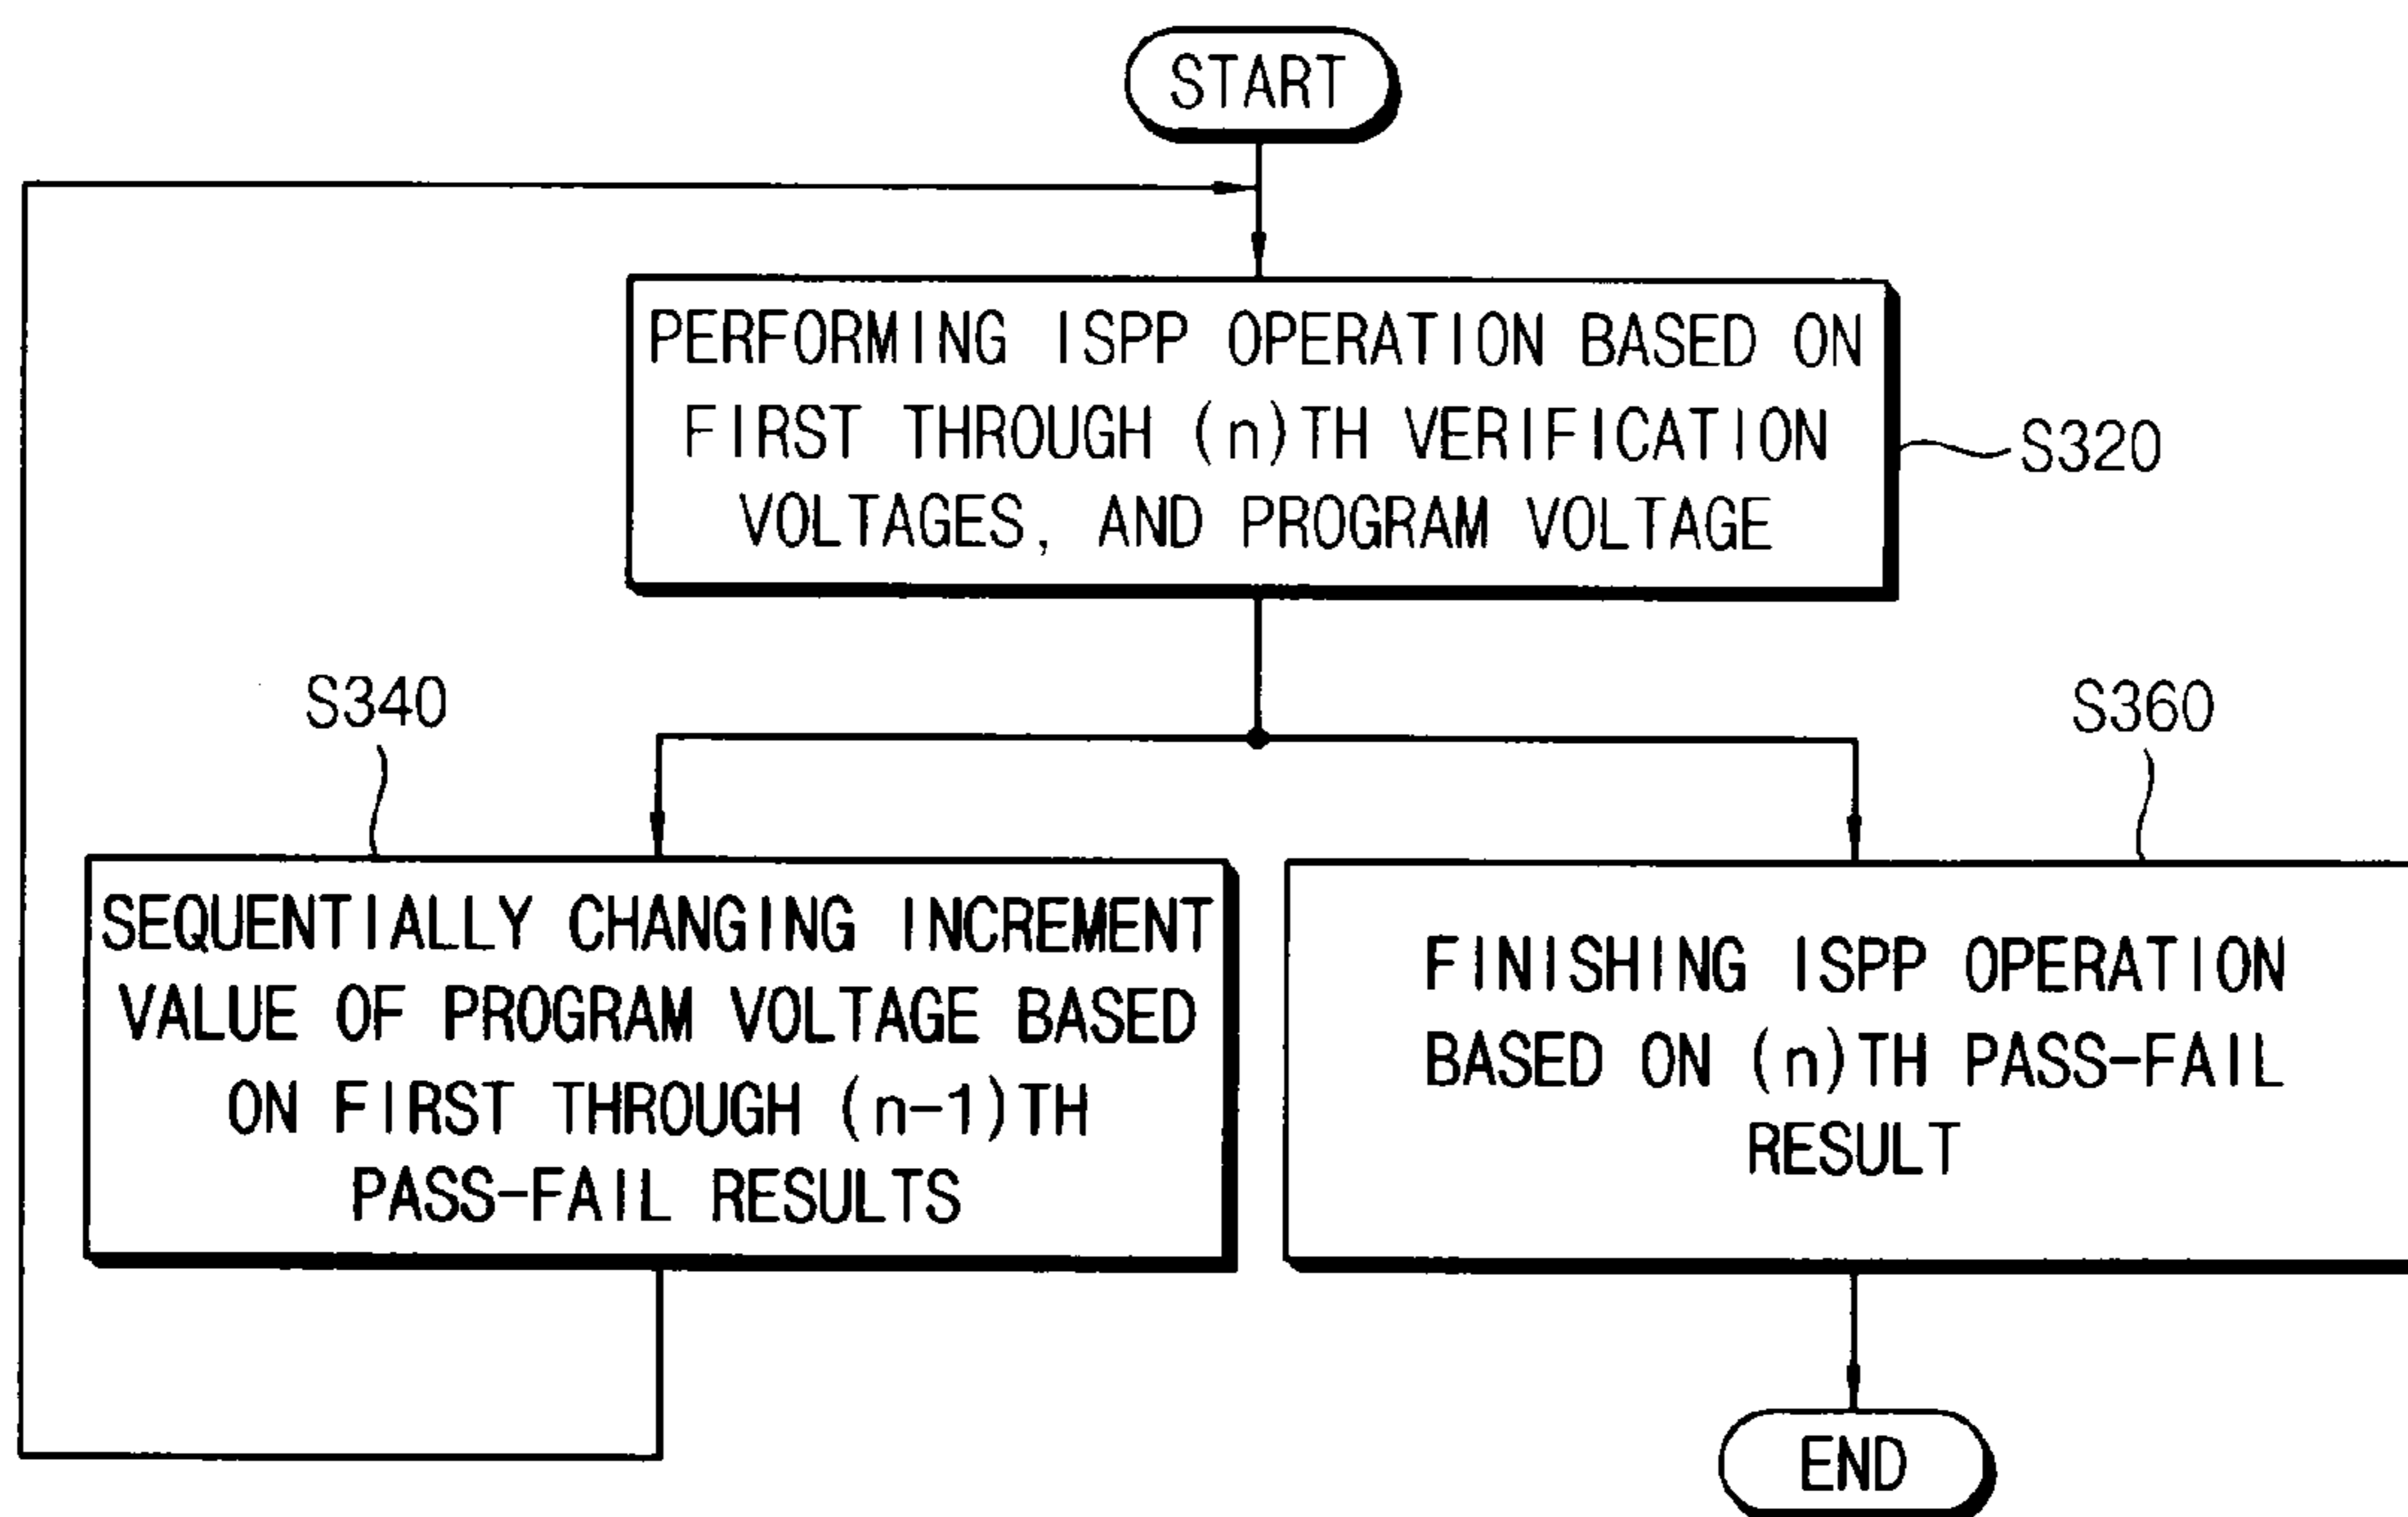 START
PERFORMING ISPP OPERATION BASED ON
FIRST THROUGH (n)TH VERIFICATION
VOLTAGES, AND PROGRAM VOLTAGE
S320
S340
S360
SEQUENTIALLY CHANGING INCREMENT
VALUE OF PROGRAM VOLTAGE BASED
ON FIRST THROUGH (n-1)TH
PASS-FAIL RESULTS
FINISHING ISPP OPERATION
BASED ON (n)TH PASS-FAIL
RESULT
END